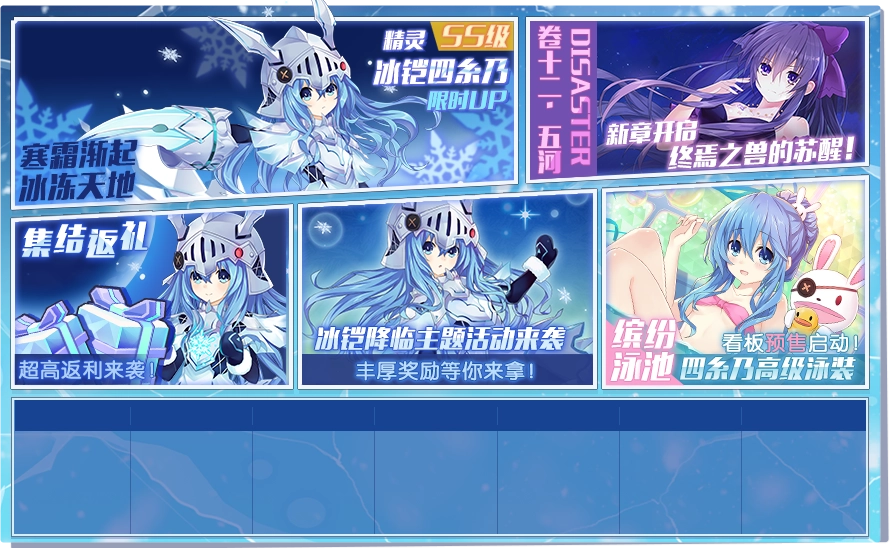 精灵 SS级
冰铠四糸乃
限时UP
寒霜渐起
冰冻天地
卷十二·五河
DISASTER
新章开启
终焉之兽的苏醒！
集结返礼
超高返利来袭！
冰铠降临主题活动来袭
丰厚奖励等你来拿！
缤纷
泳池
看板预售启动！
四糸乃高级泳装